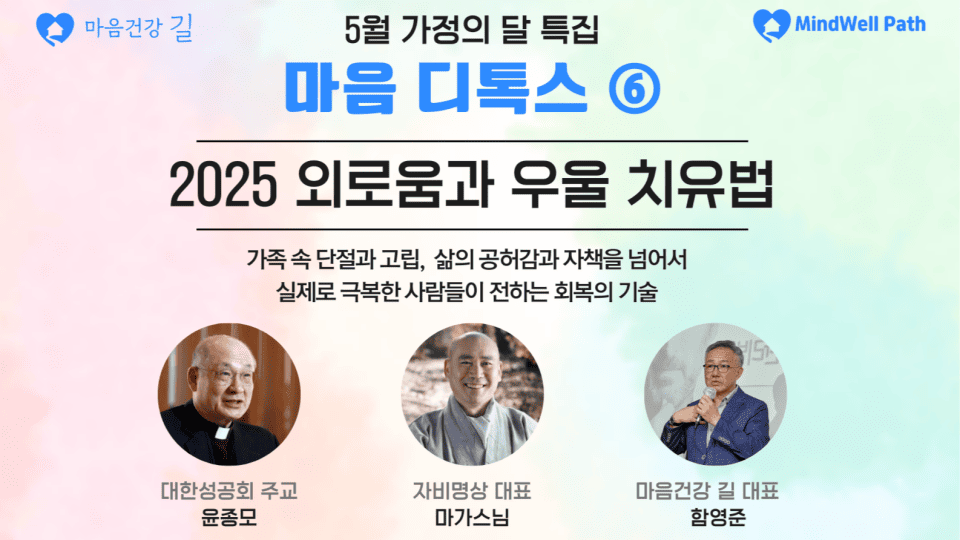 마음건강 길
5월 가정의 달 특집
MindWell Path
마음 디톡스 ⑥
2025 외로움과 우울 치유법
가족 속 단절과 고립, 삶의 공허감과 자책을 넘어서
실제로 극복한 사람들이 전하는 회복의 기술
대한성공회 주교
윤종모
자비명상 대표
마가스님
마음건강 길 대표
함영준